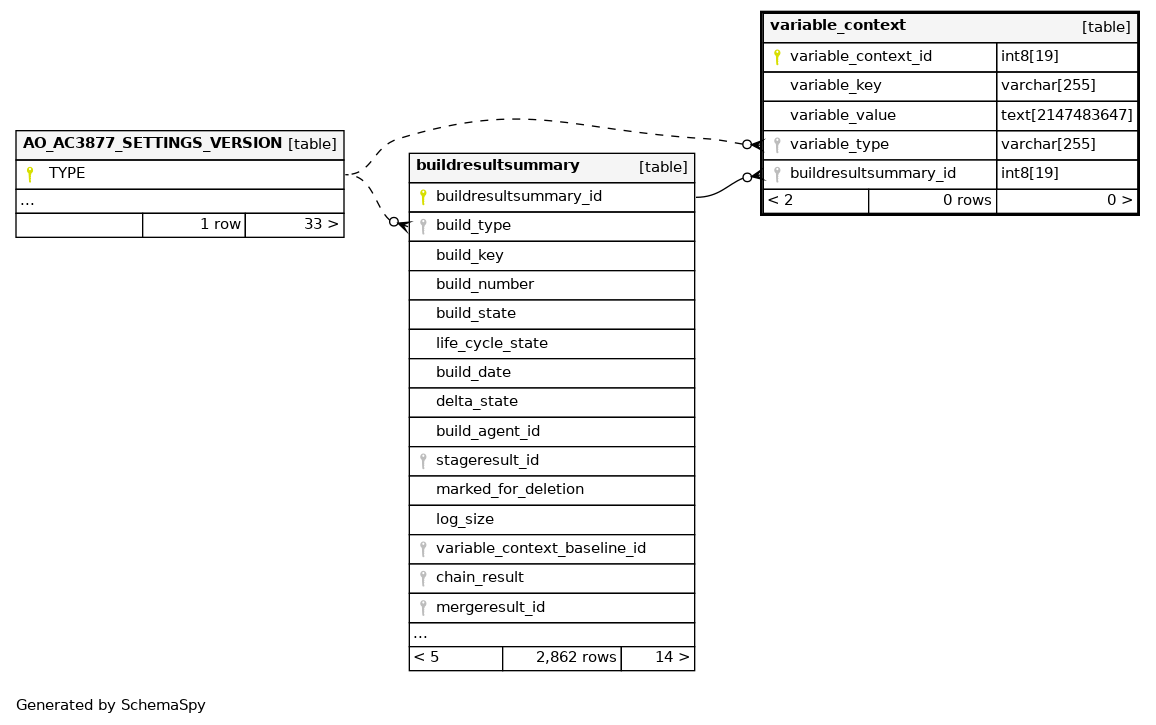 AO_AC3877_SETTINGS_VERSION [table]
TYPE
...
1 row 33 >
buildresultsummary [table]
buildresultsummary_id
build_type
build_key
build_number
build_state
life_cycle_state
build_date
delta_state
build_agent_id
stageresult_id
marked_for_deletion
log_size
variable_context_baseline_id
chain_result
mergeresult_id
...
< 5 2,862 rows 14 >
variable_context [table]
variable_context_id int8[19]
variable_key varchar[255]
variable_value text[2147483647]
variable_type varchar[255]
buildresultsummary_id int8[19]
< 2 0 rows 0 >
Generated by SchemaSpy